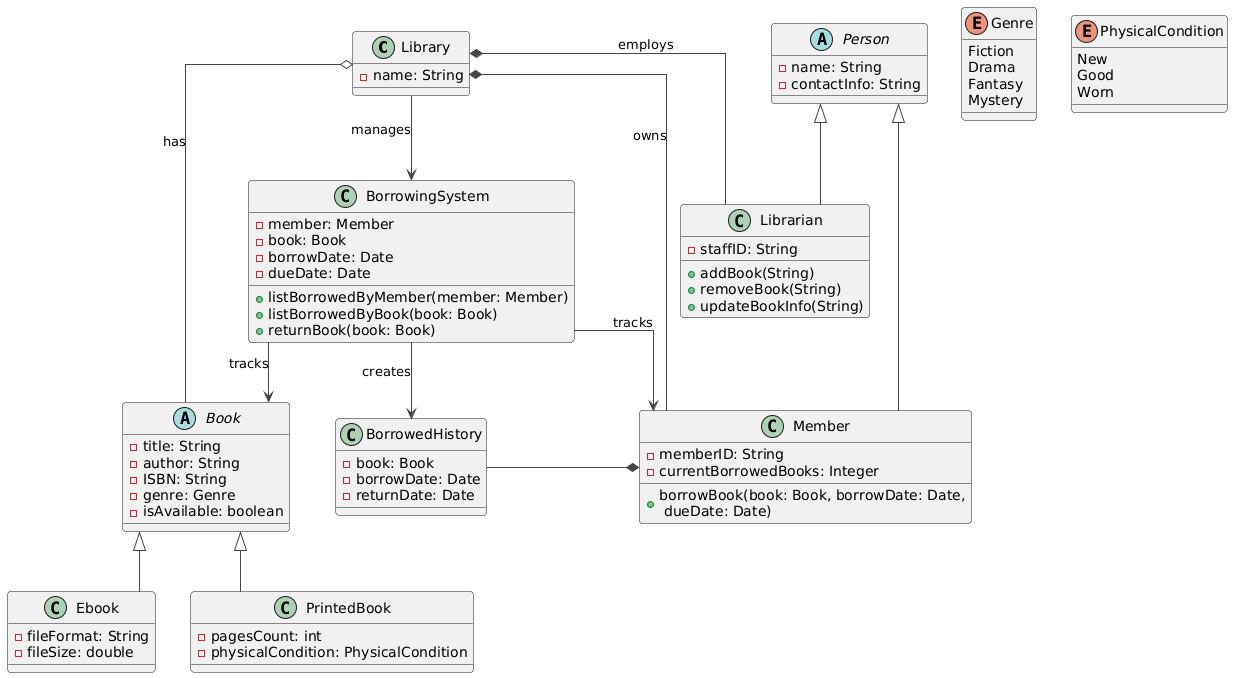 C Library
name: String
employs
A Person
name: String
contactInfo: String
E Genre
Fiction
Drama
Fantasy
Mystery
E PhysicalCondition
New
Good
Worn
has
manages
owns
C BorrowingSystem
member: Member
book: Book
borrowDate: Date
dueDate: Date
listBorrowedByMember(member: Member)
listBorrowedByBook(book: Book)
returnBook(book: Book)
C Librarian
staffID: String
addBook(String)
removeBook(String)
updateBookInfo(String)
tracks
creates
tracks
A Book
title: String
author: String
ISBN: String
genre: Genre
isAvailable: boolean
C BorrowedHistory
book: Book
borrowDate: Date
returnDate: Date
C Member
memberID: String
currentBorrowedBooks: Integer
borrowBook(book: Book, borrowDate: Date,
dueDate: Date)
C Ebook
fileFormat: String
fileSize: double
C PrintedBook
pagesCount: int
physicalCondition: PhysicalCondition